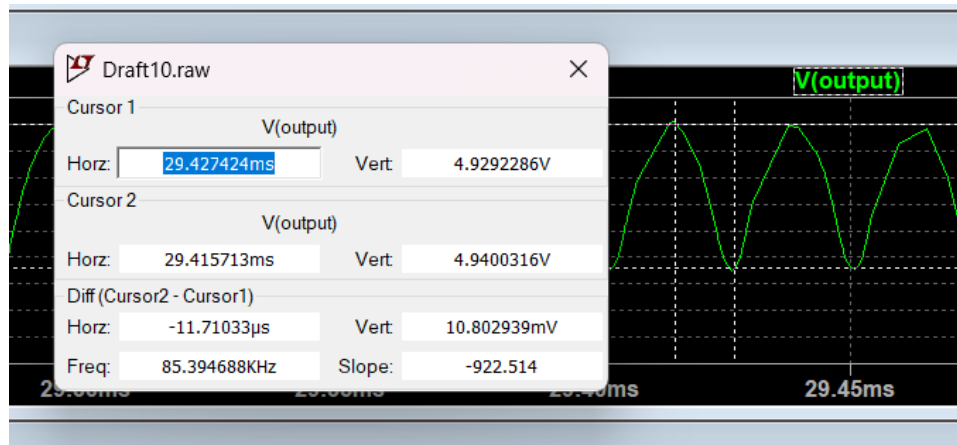 Draft10.raw
V(output)
Cursor 1
V(output)
Horz: 29.427424ms Vert: 4.9292286V
Cursor 2
V(output)
Horz: 29.415713ms Vert: 4.9400316V
Diff (Cursor2 - Cursor1)
Horz: -11.71033µs Vert: 10.802939mV
Freq: 85.394688KHz Slope: -922.514
29.45ms